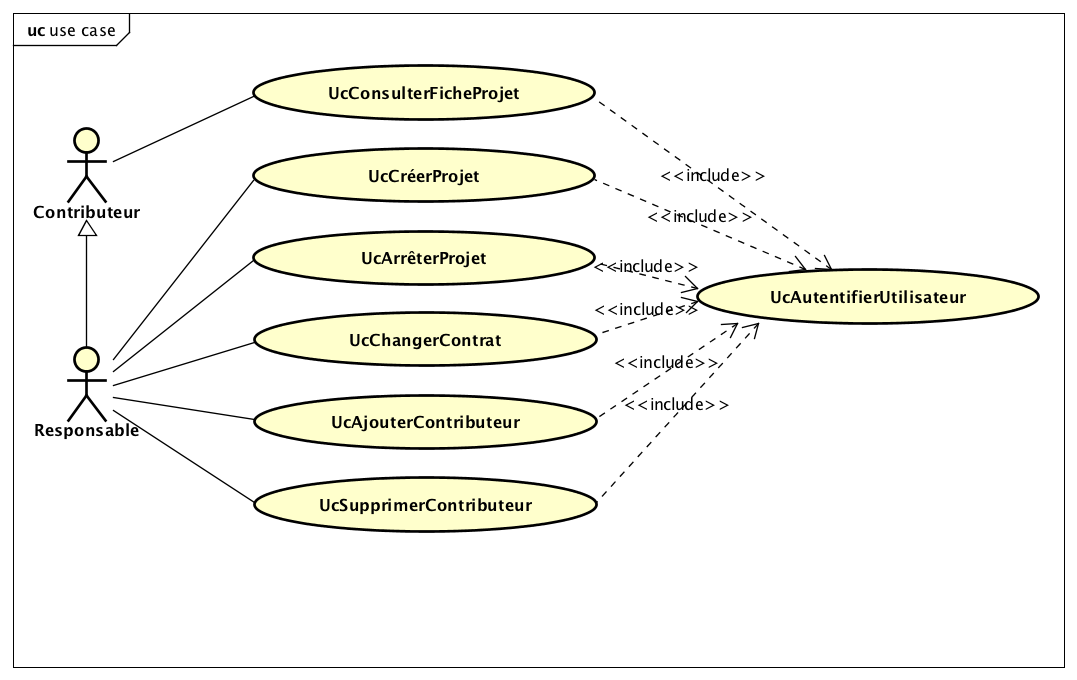 uc use case
UcConsulterFicheProjet
Contributeur
UcCréerProjet
<<include>>
<<include>>
UcArrêterProjet
<<include>>
UcAutentifierUtilisateur
<<include>>
UcChangerContrat
<<include>>
Responsable
UcAjouterContributeur
<<include>>
UcSupprimerContributeur